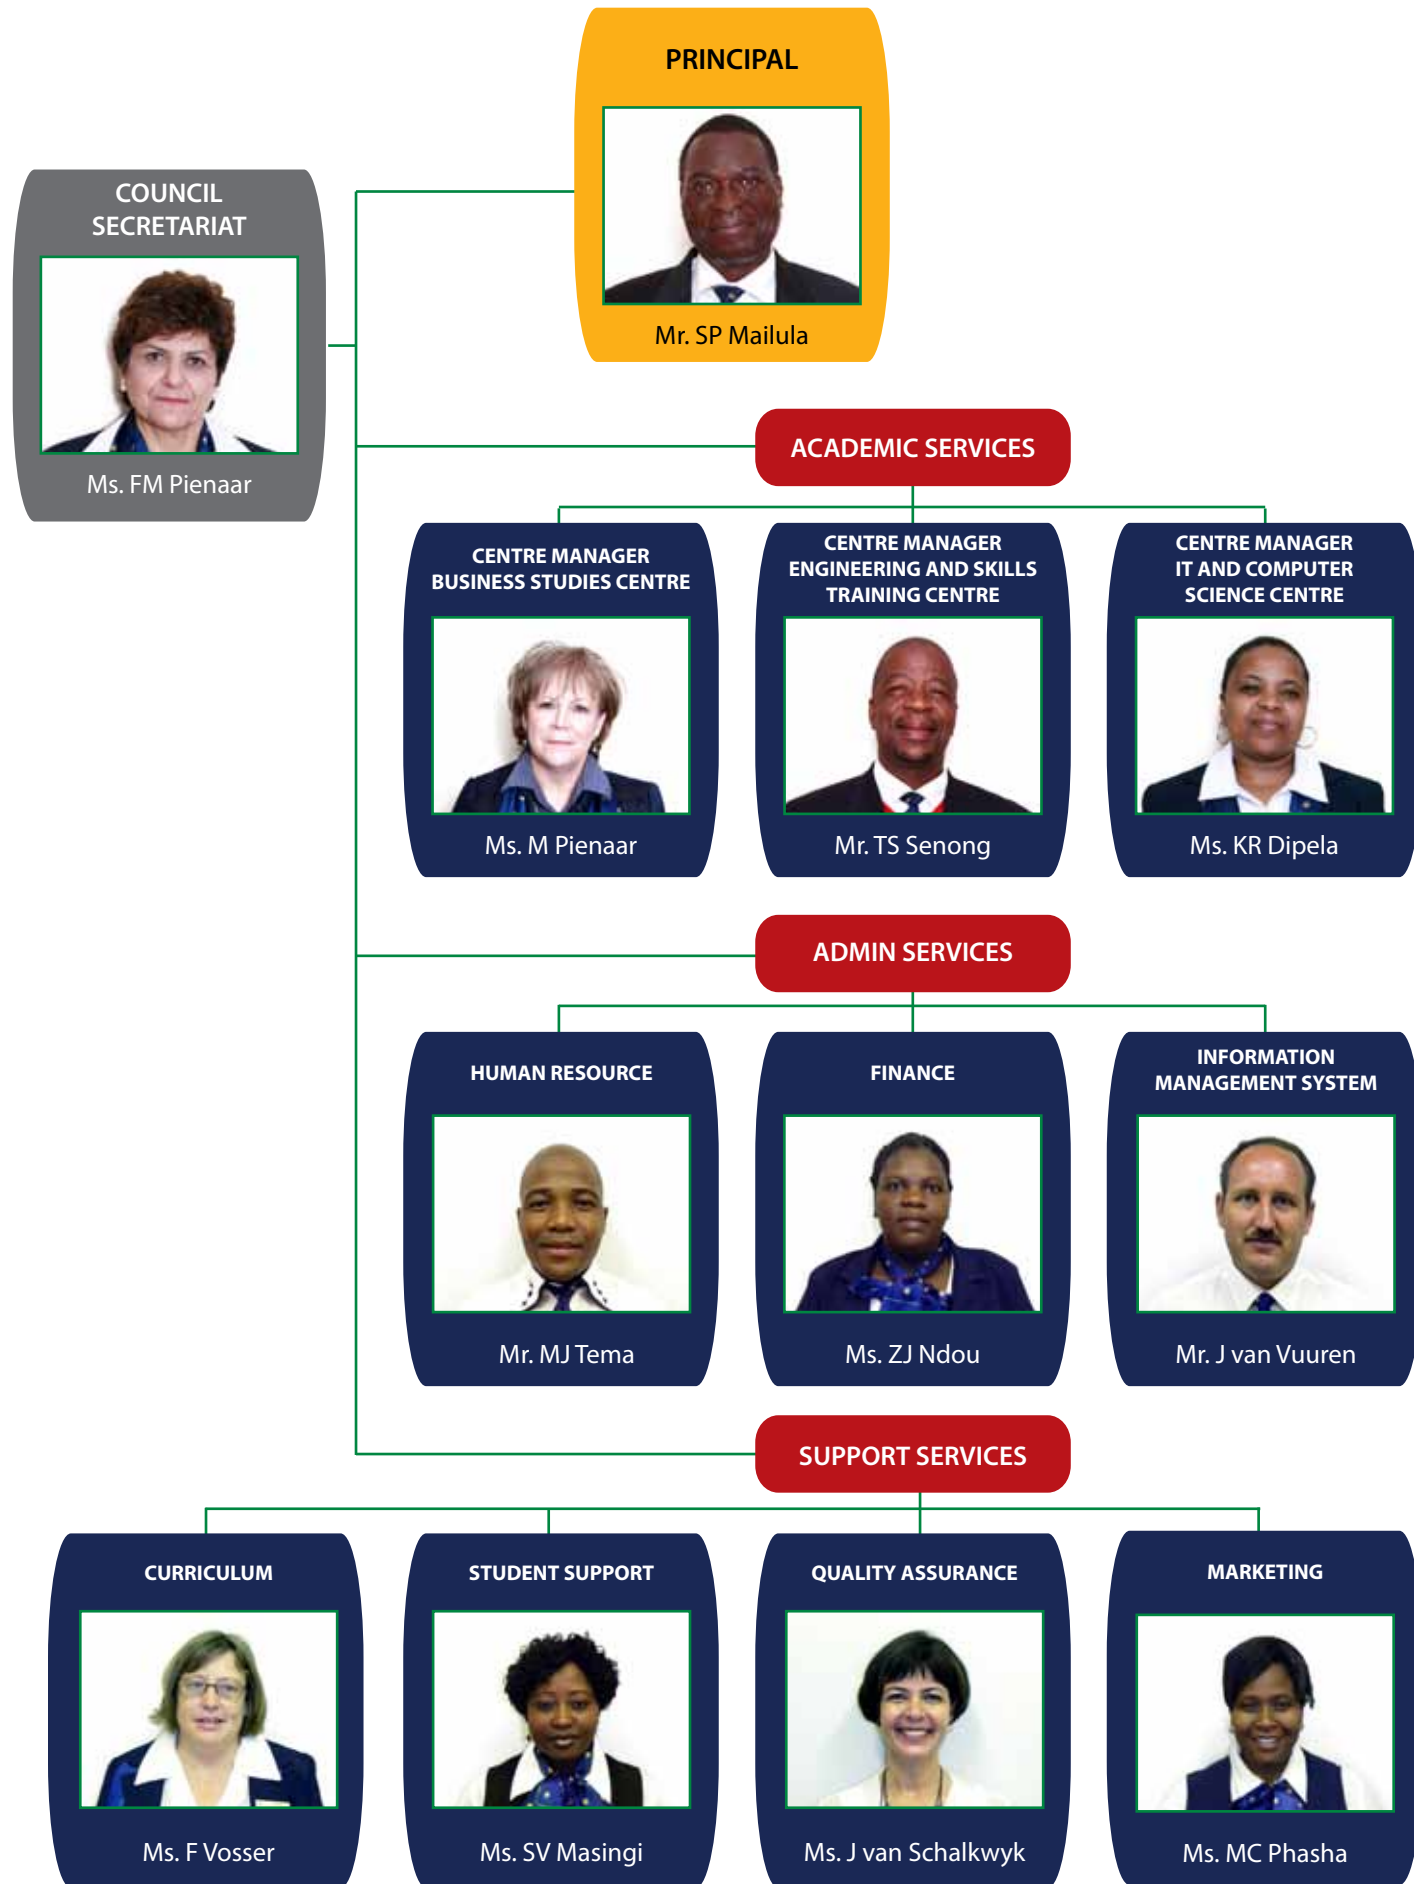 PRINCIPAL
Mr. SP Mailula
COUNCIL
SECRETARIAT
Ms. FM Pienaar
ACADEMIC SERVICES
CENTRE MANAGER
BUSINESS STUDIES CENTRE
Ms. M Pienaar
CENTRE MANAGER
ENGINEERING AND SKILLS
TRAINING CENTRE
Mr. TS Senong
CENTRE MANAGER
IT AND COMPUTER
SCIENCE CENTRE
Ms. KR Dipela
ADMIN SERVICES
HUMAN RESOURCE
Mr. MJ Tema
FINANCE
Ms. ZJ Ndou
INFORMATION
MANAGEMENT SYSTEM
Mr. J van Vuuren
SUPPORT SERVICES
CURRICULUM
Ms. F Vosser
STUDENT SUPPORT
Ms. SV Masingi
QUALITY ASSURANCE
Ms. J van Schalkwyk
MARKETING
Ms. MC Phasha